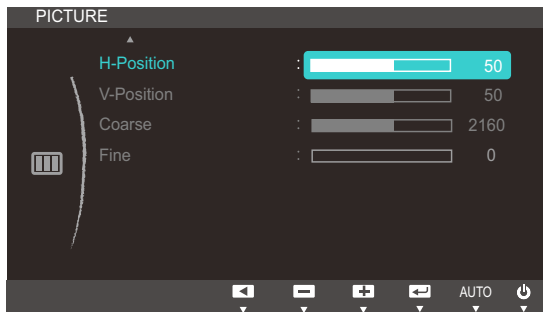 PICTURE
H-Position : 50
V-Position : 50
Coarse : 2160
Fine : 0
AUTO